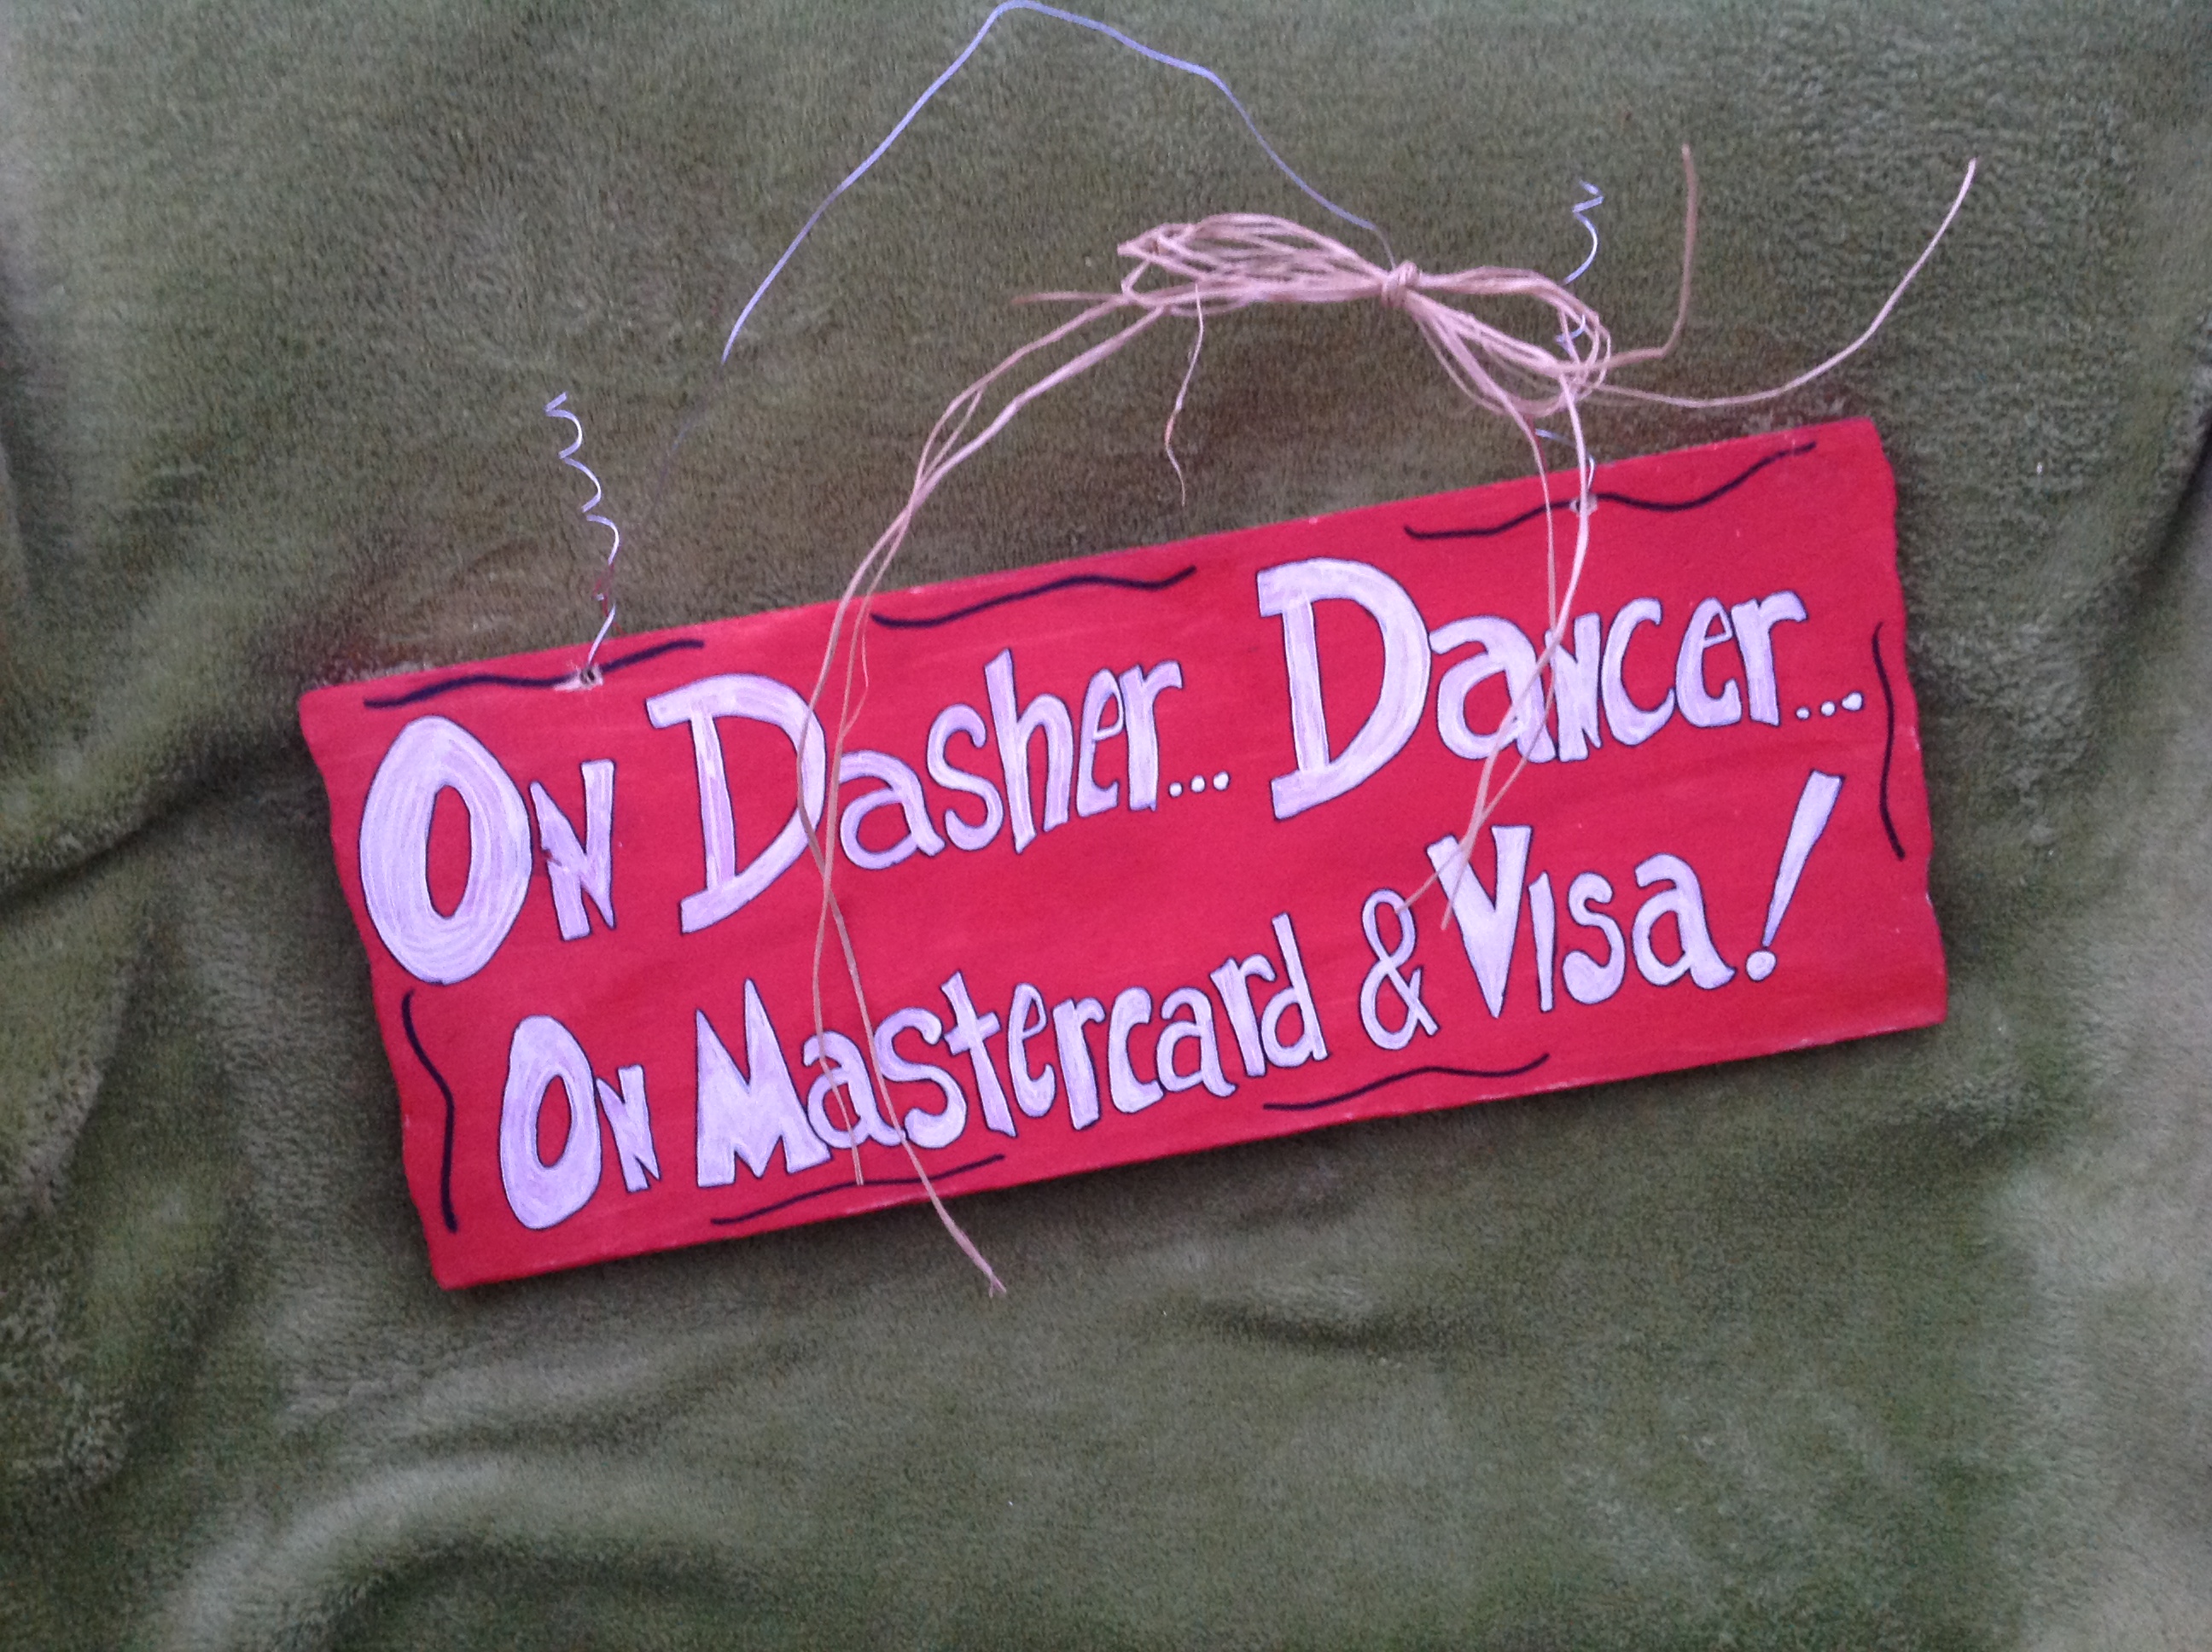 On Dasher... Dancer...
On Mastercard & Visa!